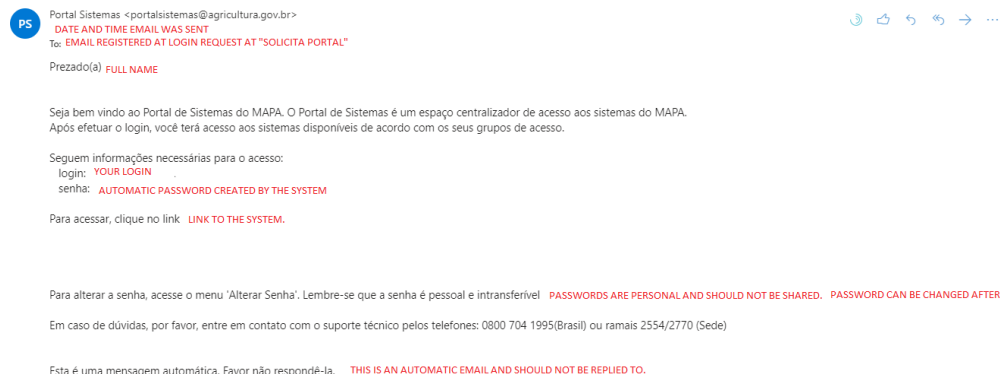 PS
Portal Sistemas <portalsistemas@agricultura.gov.br>
DATE AND TIME EMAIL WAS SENT
To: EMAIL REGISTERED AT LOGIN REQUEST AT "SOLICITA PORTAL"
Prezado(a) FULL NAME
Seja bem vindo ao Portal de Sistemas do MAPA. O Portal de Sistemas é um espaço centralizador de acesso aos sistemas do MAPA.
Após efetuar o login, você terá acesso aos sistemas disponíveis de acordo com os seus grupos de acesso.
Seguem informações necessárias para o acesso:
login: YOUR LOGIN .
senha: AUTOMATIC PASSWORD CREATED BY THE SYSTEM
Para acessar, clique no link LINK TO THE SYSTEM.
Para alterar a senha, acesse o menu 'Alterar Senha'. Lembre-se que a senha é pessoal e intransferível PASSWORDS ARE PERSONAL AND SHOULD NOT BE SHARED. PASSWORD CAN BE CHANGED AFTER
Em caso de dúvidas, por favor, entre em contato com o suporte técnico pelos telefones: 0800 704 1995(Brasil) ou ramais 2554/2770 (Sede)
Esta é uma mensagem automática. Favor não respondê-la. THIS IS AN AUTOMATIC EMAIL AND SHOULD NOT BE REPLIED TO.